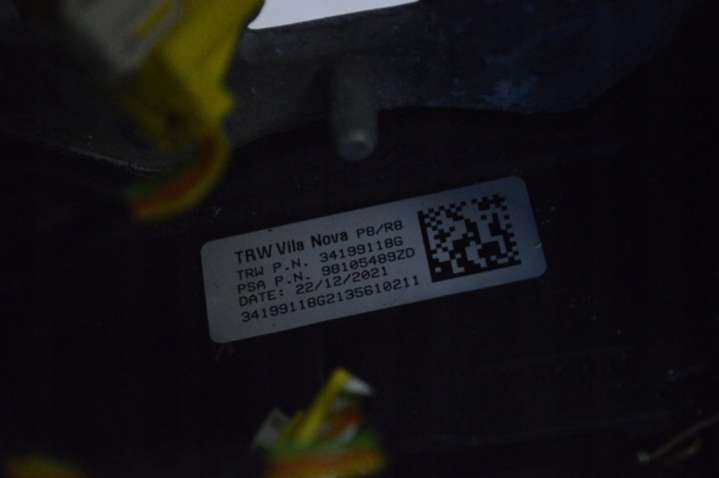 TRW Vila Nova P8/R8
TRW P.N. 34199118G
PSA P.N. 98105489ZD
DATE: 22/12/2021
34199118G2135610211